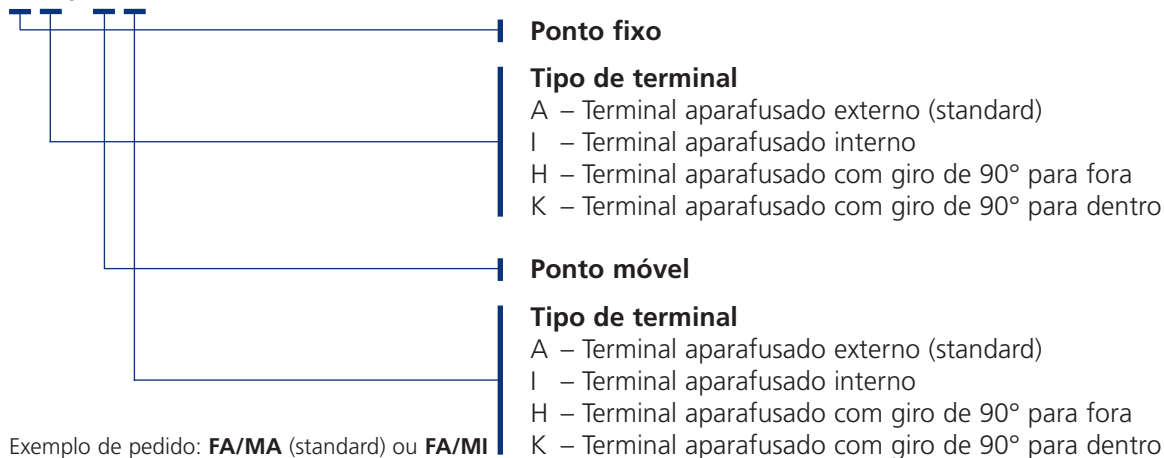 Ponto fixo
Tipo de terminal
A – Terminal aparafusado externo (standard)
I – Terminal aparafusado interno
H – Terminal aparafusado com giro de 90° para fora
K – Terminal aparafusado com giro de 90° para dentro
Ponto móvel
Tipo de terminal
A – Terminal aparafusado externo (standard)
I – Terminal aparafusado interno
H – Terminal aparafusado com giro de 90° para fora
K – Terminal aparafusado com giro de 90° para dentro
Exemplo de pedido: FA/MA (standard) ou FA/MI